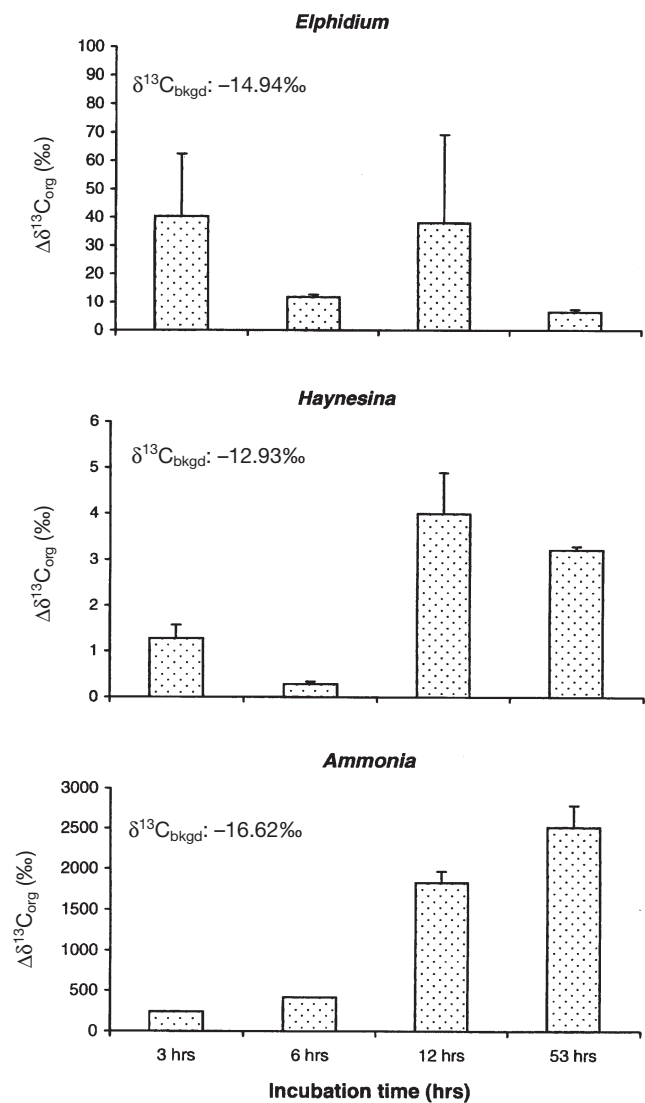 Elphidium
100
90
80
70
60
50
40
30
20
10
0
Δδ¹³Corg (‰)
δ¹³Cbkgd: –14.94‰
Haynesina
6
5
4
3
2
1
0
Δδ¹³Corg (‰)
δ¹³Cbkgd: –12.93‰
Ammonia
3000
2500
2000
1500
1000
500
0
Δδ¹³Corg (‰)
δ¹³Cbkgd: –16.62‰
3 hrs 6 hrs 12 hrs 53 hrs
Incubation time (hrs)